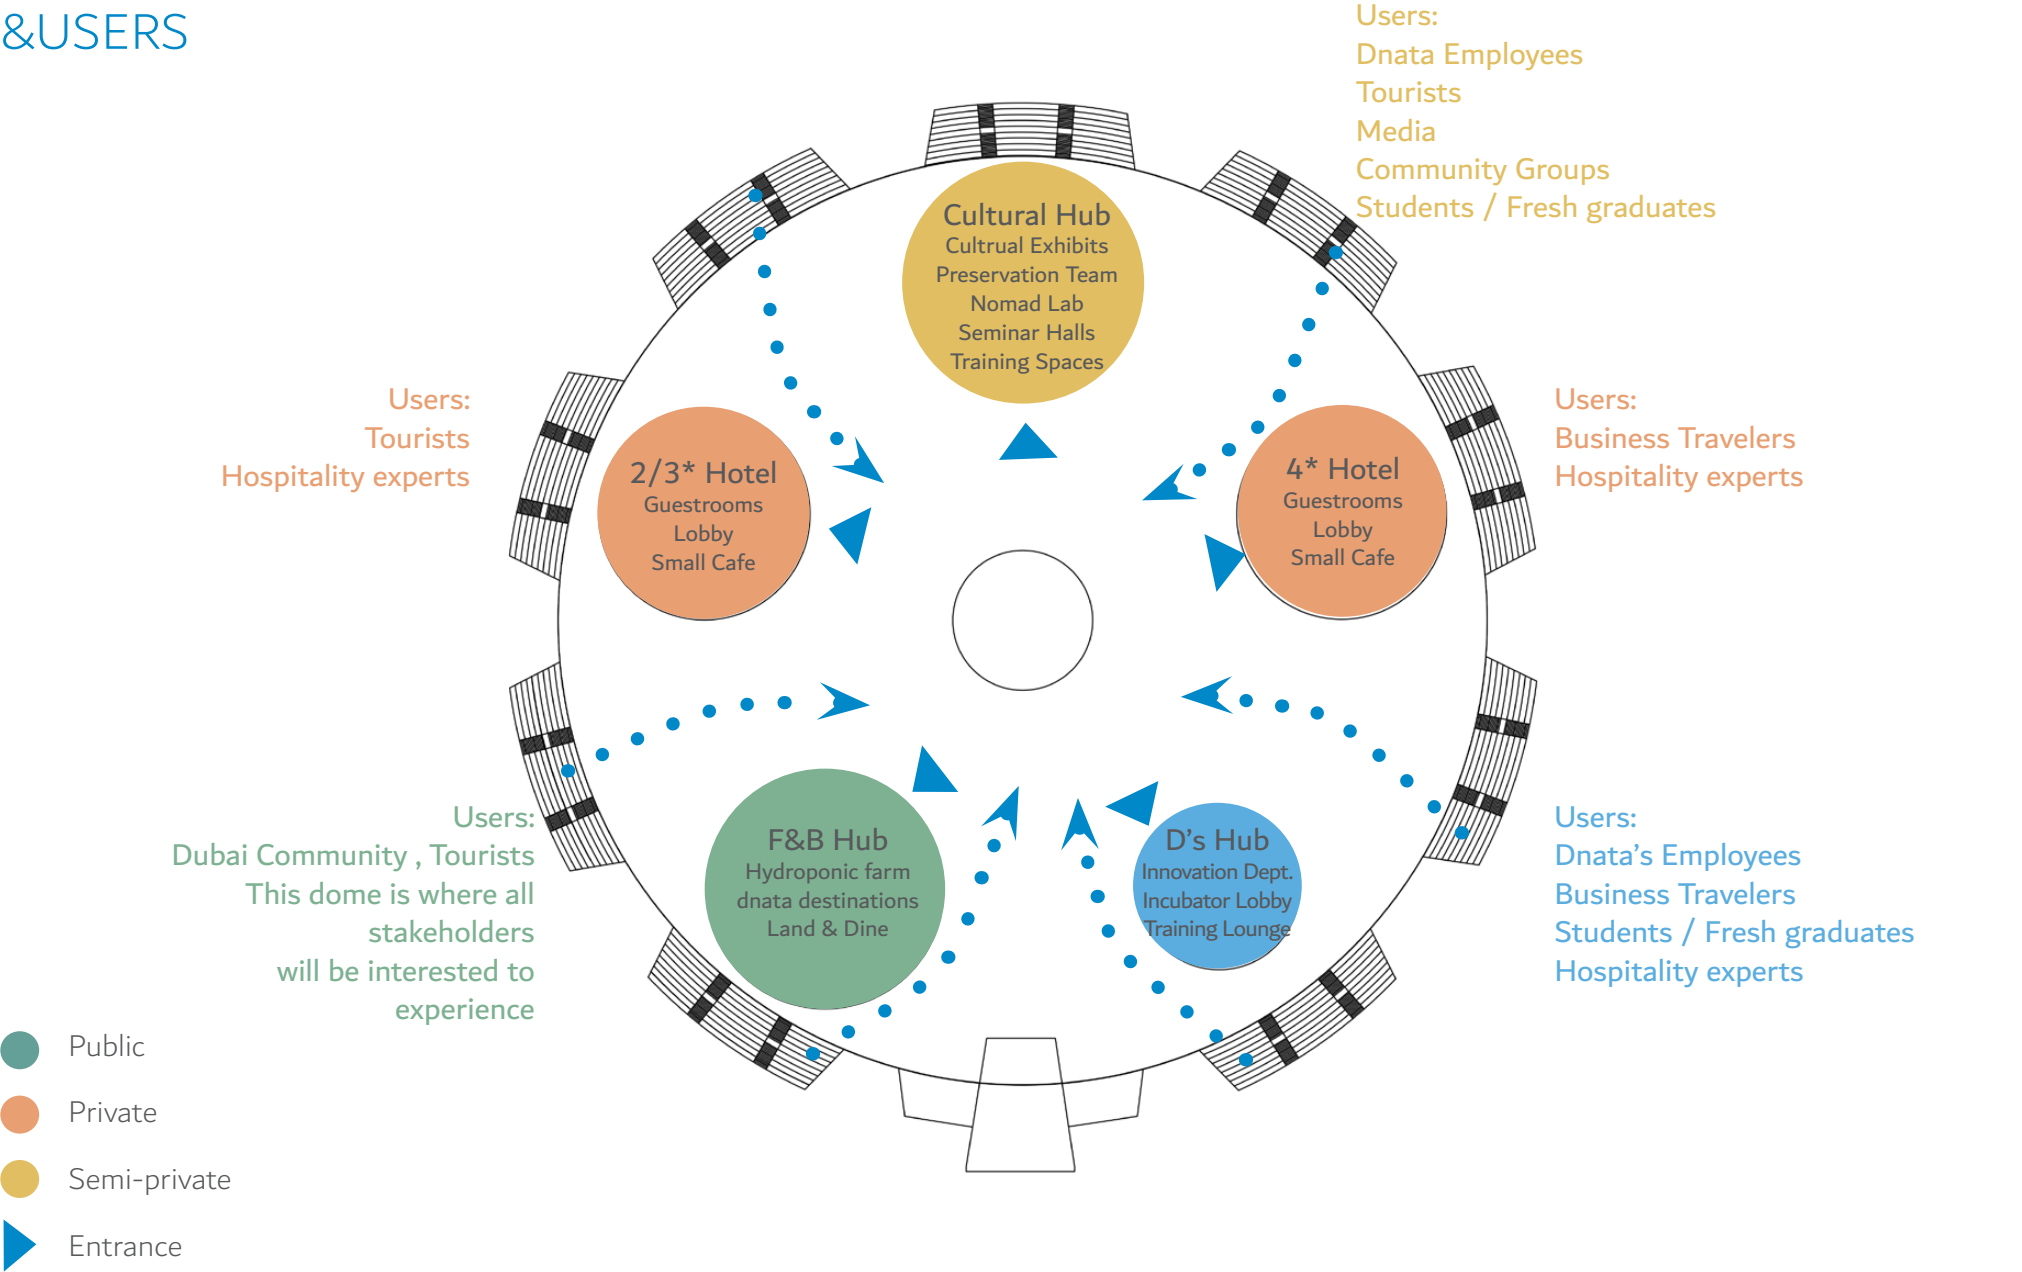 &USERS
Users:
Dnata Employees
Tourists
Media
Community Groups
Students / Fresh graduates
Cultural Hub
Cultrual Exhibits
Preservation Team
Nomad Lab
Seminar Halls
Training Spaces
Users:
Tourists
Hospitality experts
2/3* Hotel
Guestrooms
Lobby
Small Cafe
4* Hotel
Guestrooms
Lobby
Small Cafe
Users:
Business Travelers
Hospitality experts
Users:
Dubai Community , Tourists
This dome is where all
stakeholders
will be interested to
experience
F&B Hub
Hydroponic farm
dnata destinations
Land & Dine
D’s Hub
Innovation Dept.
Incubator Lobby
Training Lounge
Users:
Dnata’s Employees
Business Travelers
Students / Fresh graduates
Hospitality experts
Public
Private
Semi-private
Entrance